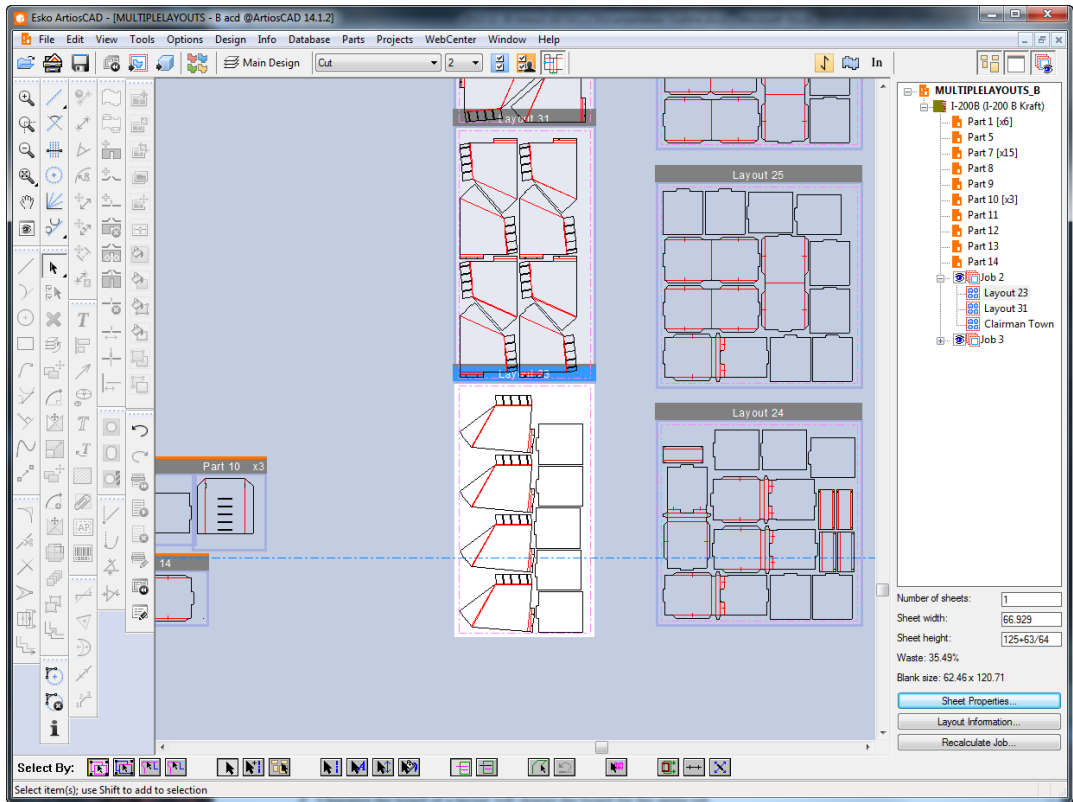 Esko ArtiosCAD - [MULTIPLELAYOUTS - B acd @ArtiosCAD 14.1.2]
File Edit View Tools Options Design Info Database Parts Projects WebCenter Window Help
Main Design Cut 2 In
Layout 31
Layout 25
Layout 23
Layout 24
Part 10 x3
14
MULTIPLELAYOUTS_B
I-200B (I-200 B Kraft)
Part 1 [x6]
Part 5
Part 7 [x15]
Part 8
Part 9
Part 10 [x3]
Part 11
Part 12
Part 13
Part 14
Job 2
Layout 23
Layout 31
Clairman Town
Job 3
Number of sheets: 1
Sheet width: 66.929
Sheet height: 125+63/64
Waste: 35.49%
Blank size: 62.46 x 120.71
Sheet Properties...
Layout Information...
Recalculate Job...
Select By:
Select item(s); use Shift to add to selection